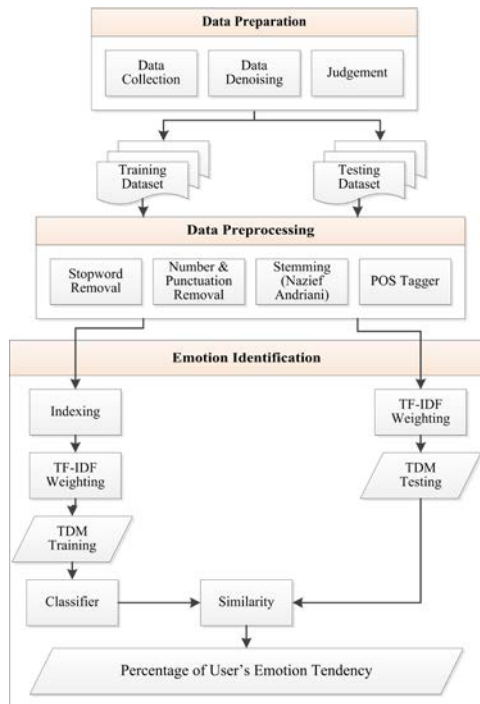 Data Preparation
Data
Collection
Data
Denoising
Judgement
Training
Dataset
Testing
Dataset
Data Preprocessing
Stopword
Removal
Number &
Punctuation
Removal
Stemming
(Nazief
Andriani)
POS Tagger
Emotion Identification
Indexing
TF-IDF
Weighting
TDM
Training
Classifier
TF-IDF
Weighting
TDM
Testing
Similarity
Percentage of User's Emotion Tendency